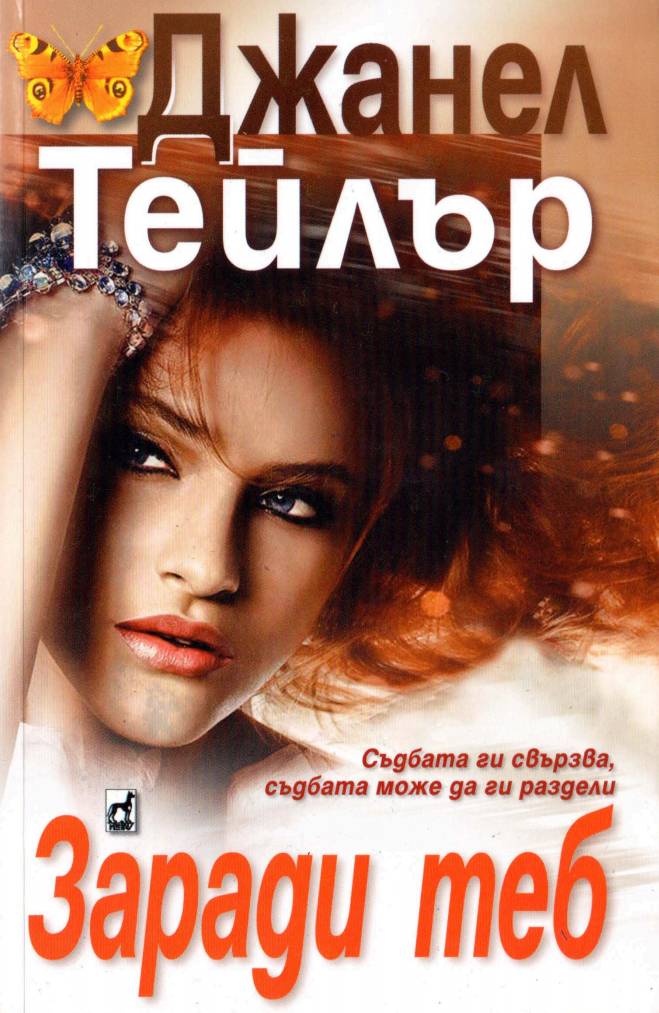 Джанел
Тейлър
Съдбата ги свързва,
съдбата може да ги раздели
Заради теб